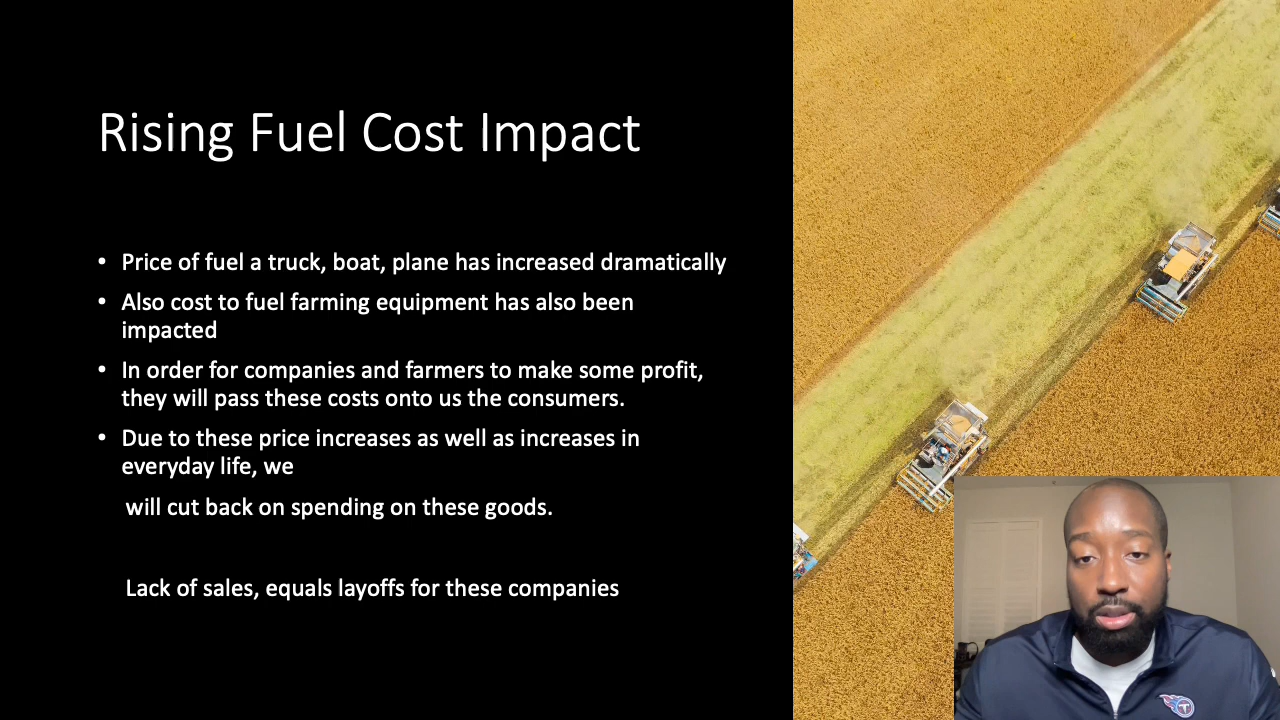 Rising Fuel Cost Impact
• Price of fuel a truck, boat, plane has increased dramatically
• Also cost to fuel farming equipment has also been
impacted
• In order for companies and farmers to make some profit,
they will pass these costs onto us the consumers.
• Due to these price increases as well as increases in
everyday life, we
will cut back on spending on these goods.
Lack of sales, equals layoffs for these companies
T